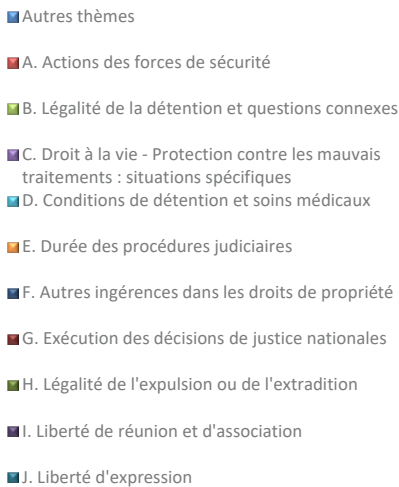 Autres thèmes
A. Actions des forces de sécurité
B. Légalité de la détention et questions connexes
C. Droit à la vie - Protection contre les mauvais
traitements : situations spécifiques
D. Conditions de détention et soins médicaux
E. Durée des procédures judiciaires
F. Autres ingérences dans les droits de propriété
G. Exécution des décisions de justice nationales
H. Légalité de l'expulsion ou de l'extradition
I. Liberté de réunion et d'association
J. Liberté d'expression